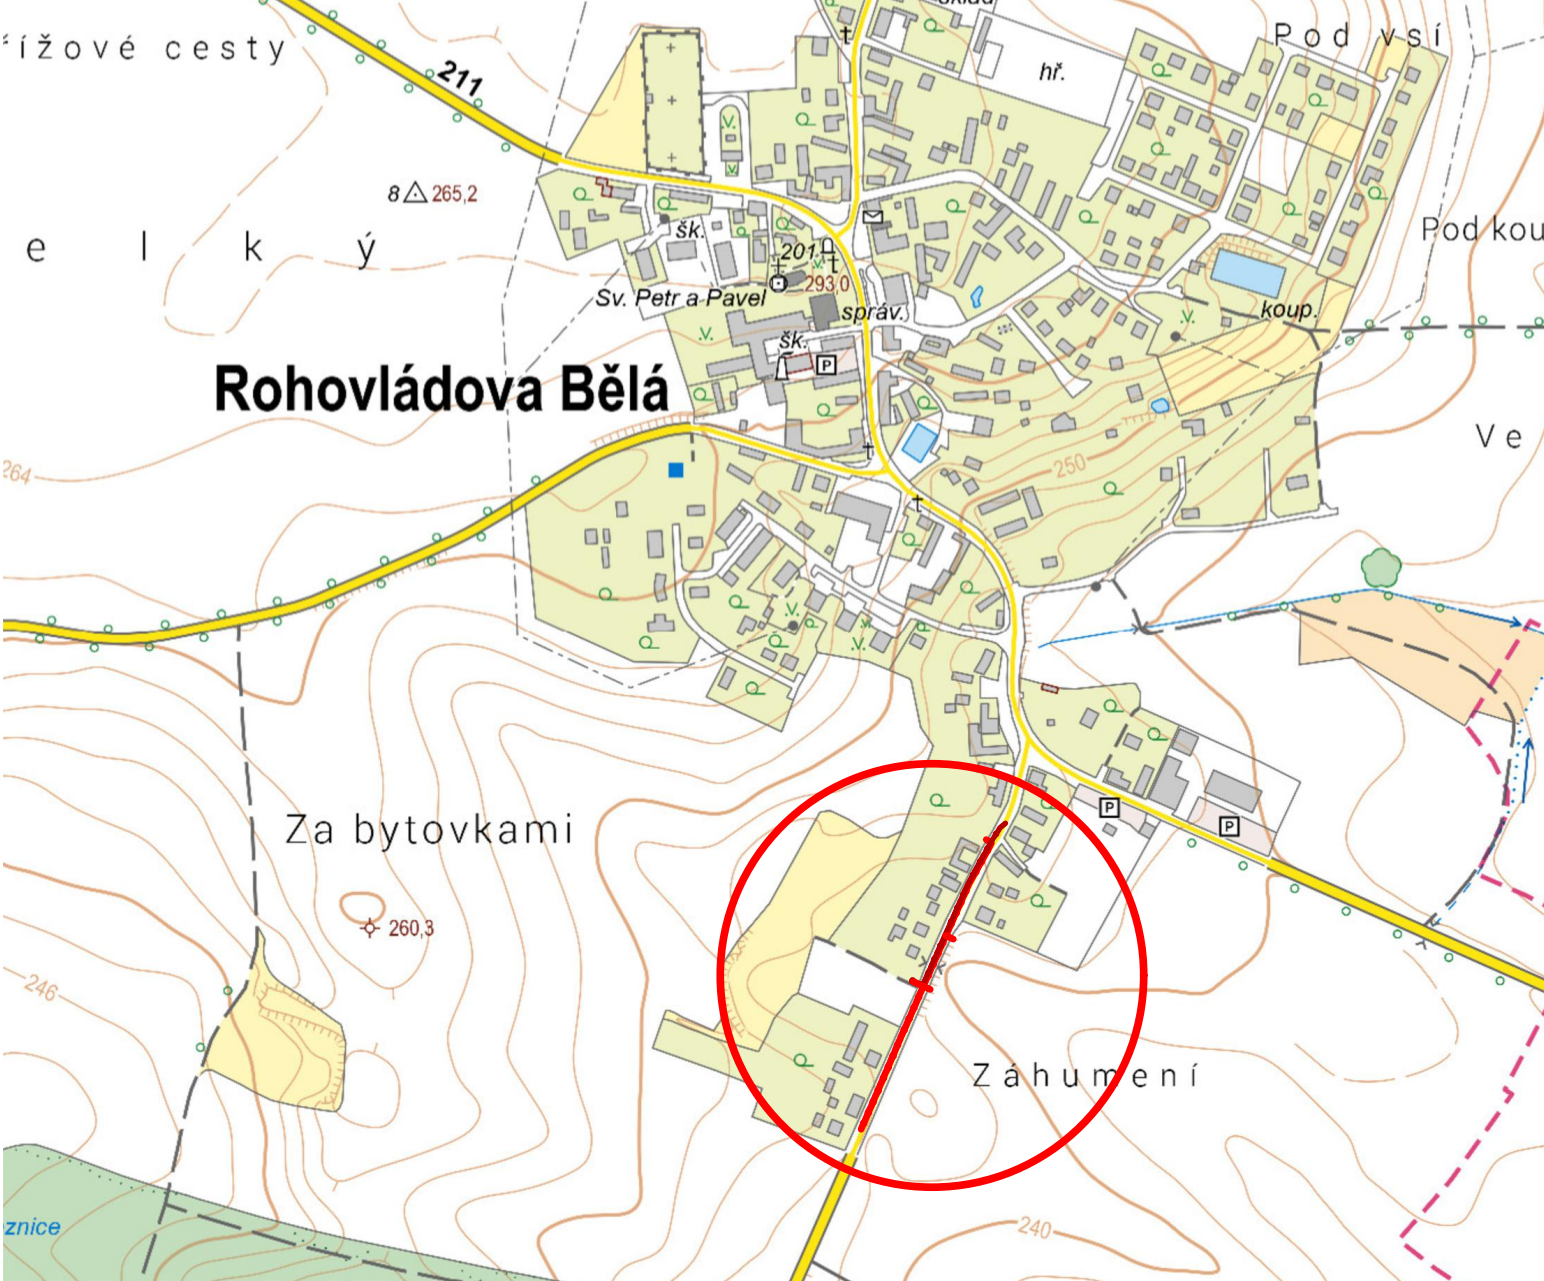 sklad
řížové cesty
Pod vsí
211
hř.
8 265,2
šk.
Pod kou
e l k ý
201
293,0
Sv. Petr a Pavel
správ.
koup.
šk.
P
Rohovládova Bělá
Ve
264
250
Za bytovkami
P
P
260,3
246
Záhumení
240
znice